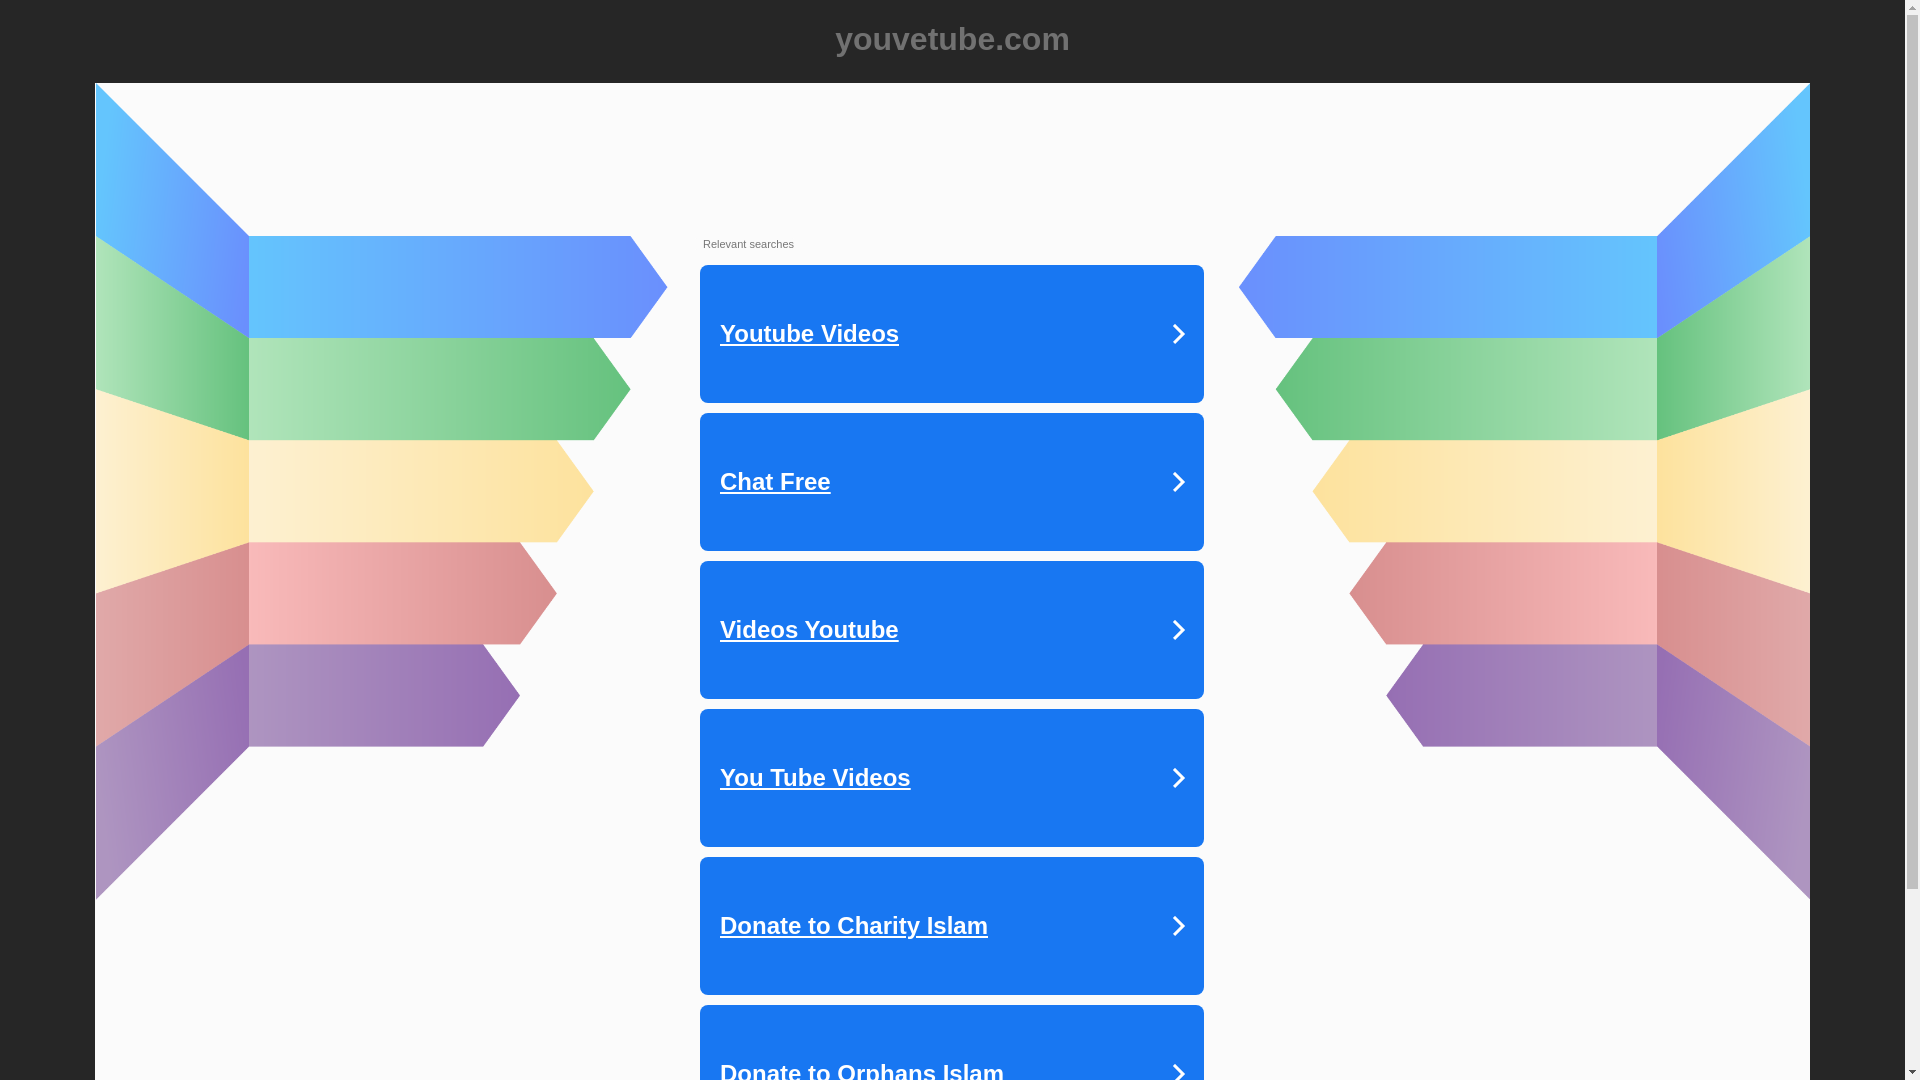 youvetube.com
Relevant searches
Youtube Videos
Chat Free
Videos Youtube
You Tube Videos
Donate to Charity Islam
Donate to Orphans Islam